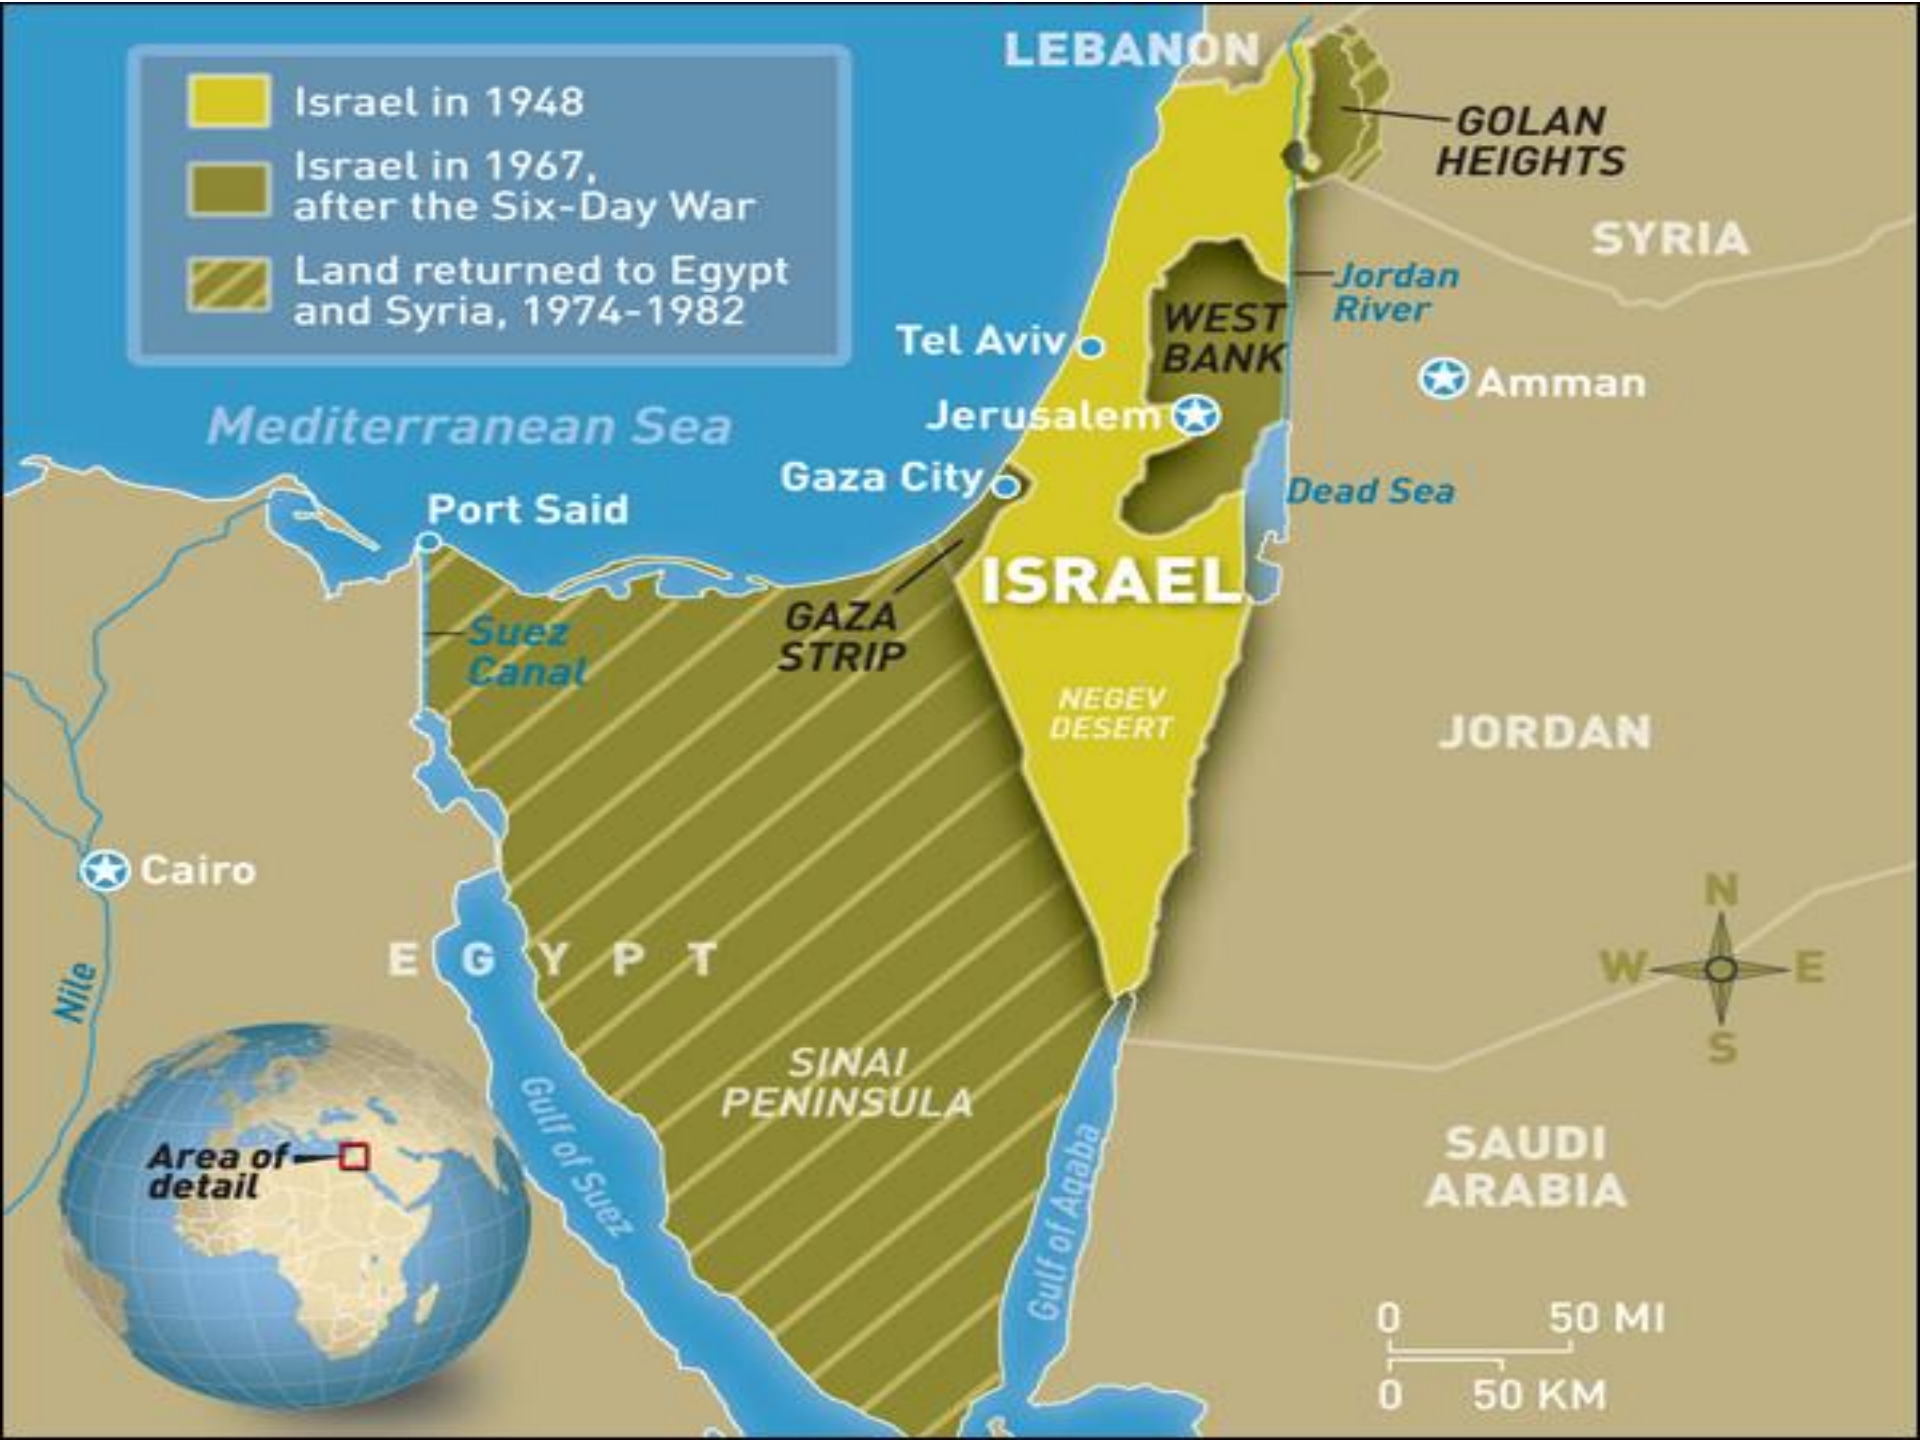 LEBANON
Israel in 1948
Israel in 1967,
after the Six-Day War
Land returned to Egypt
and Syria, 1974-1982
GOLAN
HEIGHTS
SYRIA
Jordan
River
WEST
BANK
Tel Aviv
Amman
Jerusalem
Mediterranean Sea
Gaza City
Dead Sea
Port Said
ISRAEL
GAZA
STRIP
Suez
Canal
NEGEV
DESERT
JORDAN
Cairo
EGYPT
Nile
N
W
E
S
SINAI
PENINSULA
Gulf of Suez
Gulf of Aqaba
Area of
detail
SAUDI
ARABIA
0 50 MI
0 50 KM